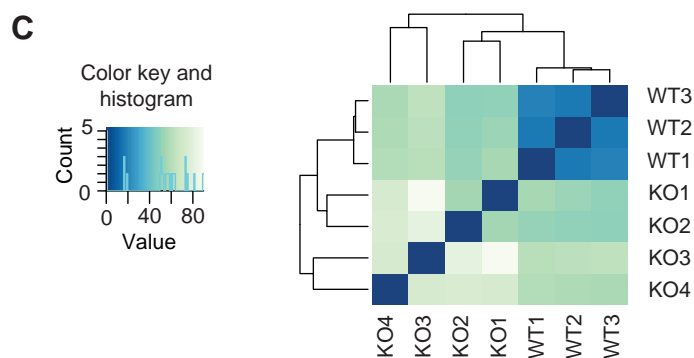 C
Color key and
histogram
Count
5
0
0 40 80
Value
WT3
WT2
WT1
KO1
KO2
KO3
KO4
KO4 KO3 KO2 KO1 WT1 WT2 WT3